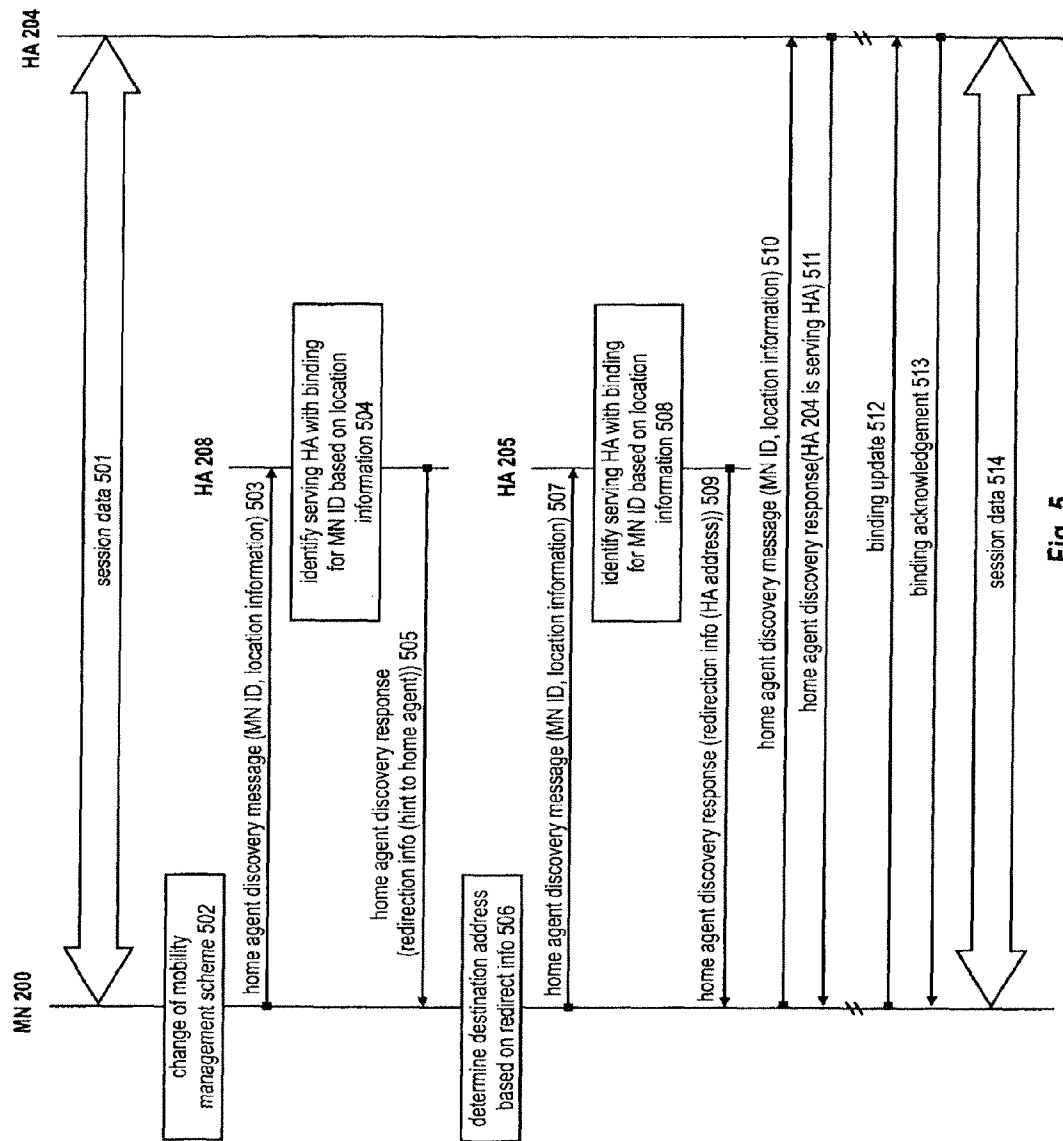 MN 200
HA 204
session data 501
change of mobility
management scheme 502
HA 208
home agent discovery message (MN ID, location information) 503
identify serving HA with binding
for MN ID based on location
information 504
home agent discovery response
(redirection info (hint to home agent)) 505
determine destination address
based on redirect info 506
HA 205
home agent discovery message (MN ID, location information) 507
identify serving HA with binding
for MN ID based on location
information 508
home agent discovery response (redirection info (HA address)) 509
home agent discovery message (MN ID, location information) 510
home agent discovery response(HA 204 is serving HA) 511
binding update 512
binding acknowledgement 513
session data 514
Fig. 5